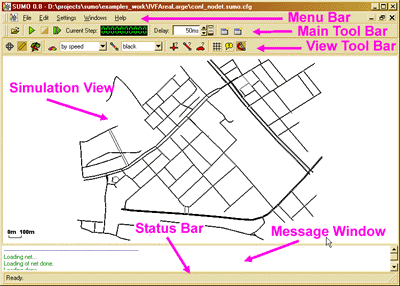 SUMO 0.8 - D:\projects\sumo\examples_work\IVFAreaLarge\conf_nodet.sumo.cfg
File Edit Settings Windows Help
Menu Bar
Current Step: Delay: 50ms
Main Tool Bar
by speed black
View Tool Bar
Simulation View
0m 100m
Status Bar
Message Window
Loading net...
Loading of net done.
Loading done.
Ready.